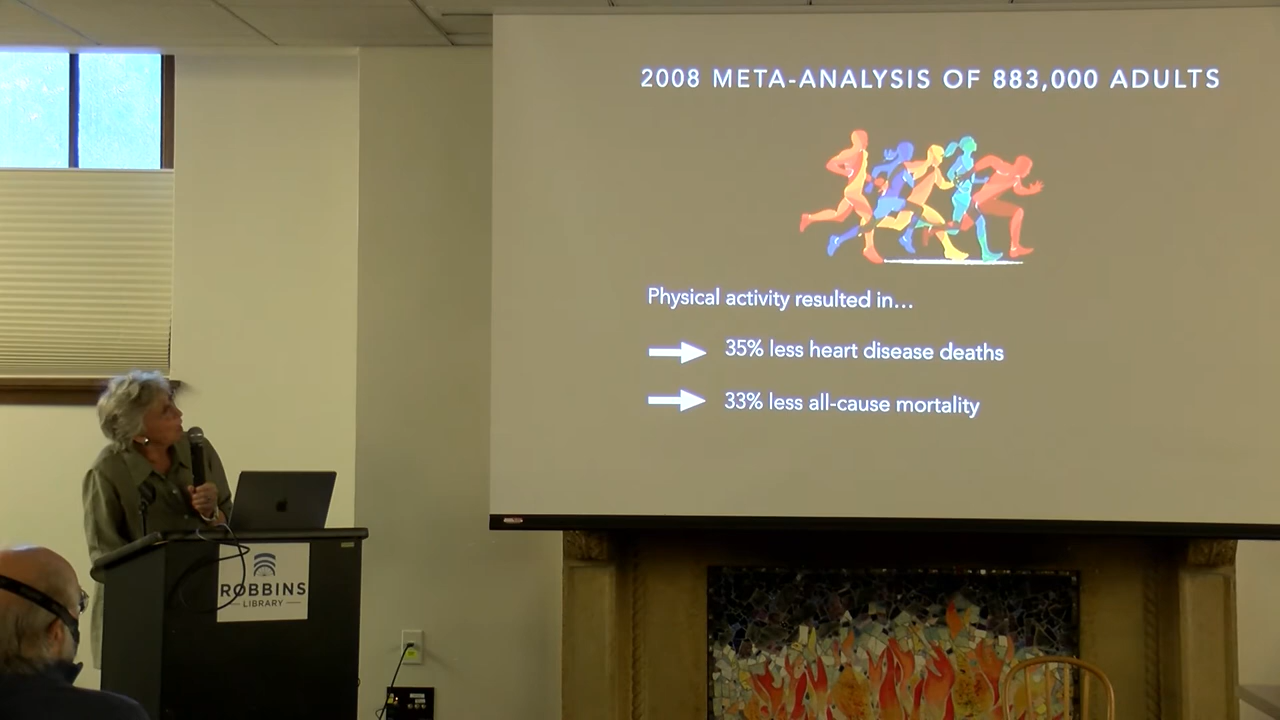 2008 META-ANALYSIS OF 883,000 ADULTS
Physical activity resulted in...
35% less heart disease deaths
33% less all-cause mortality
ROBBINS
LIBRARY